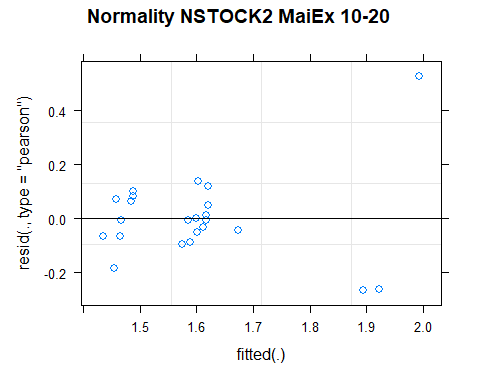 Normality NSTOCK2 MaiEx 10-20
resid(., type = "pearson")
0.4
0.2
0.0
-0.2
1.5 1.6 1.7 1.8 1.9 2.0
fitted(.)